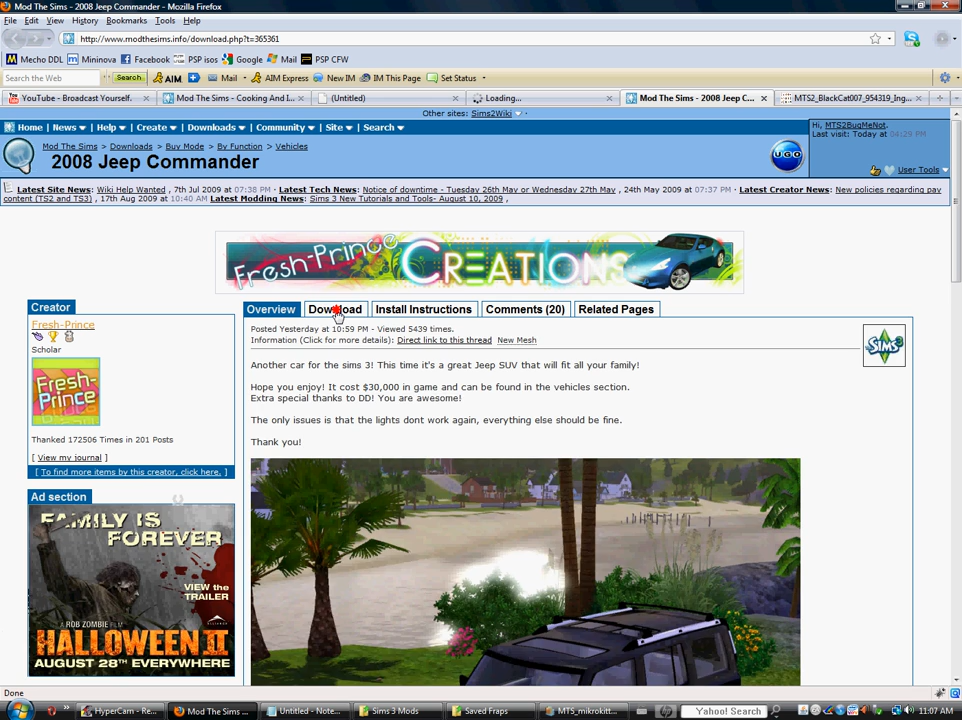 Mod The Sims - 2008 Jeep Commander - Mozilla Firefox
File Edit View History Bookmarks Tools Help
http://www.modthesims.info/download.php?t=365361
Mecho DDL Mininova Facebook PSP isos Google Mail PSP CFW
Search the Web Search AIM Mail AIM Express New IM IM This Page Set Status
YouTube - Broadcast Yourself. Mod The Sims - Cooking And I... (Untitled) Loading... Mod The Sims - 2008 Jeep C... MTS2_BlackCat007_954319_Ing...
Other sites: Sims2Wiki
Home News Help Create Downloads Community Site Search
Hi, MTS2BugMeNot.
Last visit: Today at 04:29 PM
Mod The Sims >> Downloads >> Buy Mode >> By Function >> Vehicles
2008 Jeep Commander
UGO
User Tools
Latest Site News: Wiki Help Wanted , 7th Jul 2009 at 07:38 PM · Latest Tech News: Notice of downtime - Tuesday 26th May or Wednesday 27th May , 24th May 2009 at 07:37 PM · Latest Creator News: New policies regarding pay
content (TS2 and TS3) , 17th Aug 2009 at 10:40 AM Latest Modding News: Sims 3 New Tutorials and Tools- August 10, 2009 ,
Fresh-Prince CREATIONS
Creator
Fresh-Prince
Scholar
Fresh-Prince
Thanked 172506 Times in 201 Posts
[ View my journal ]
[ To find more items by this creator, click here. ]
Overview Download Install Instructions Comments (20) Related Pages
Posted Yesterday at 10:59 PM - Viewed 5439 times.
Information (Click for more details): Direct link to this thread New Mesh
The Sims 3
Another car for the sims 3! This time it's a great Jeep SUV that will fit all your family!
Hope you enjoy! It cost $30,000 in game and can be found in the vehicles section.
Extra special thanks to DD! You are awesome!
The only issues is that the lights dont work again, everything else should be fine.
Thank you!
Ad section
FAMILY IS
FOREVER
VIEW THE
TRAILER
A ROB ZOMBIE FILM
HALLOWEEN II
AUGUST 28TH EVERYWHERE
Done
HyperCam - Re... Mod The Sims ... Untitled - Note... Sims 3 Mods Saved Fraps MTS_mikrokitt... Yahoo! Search 11:07 AM